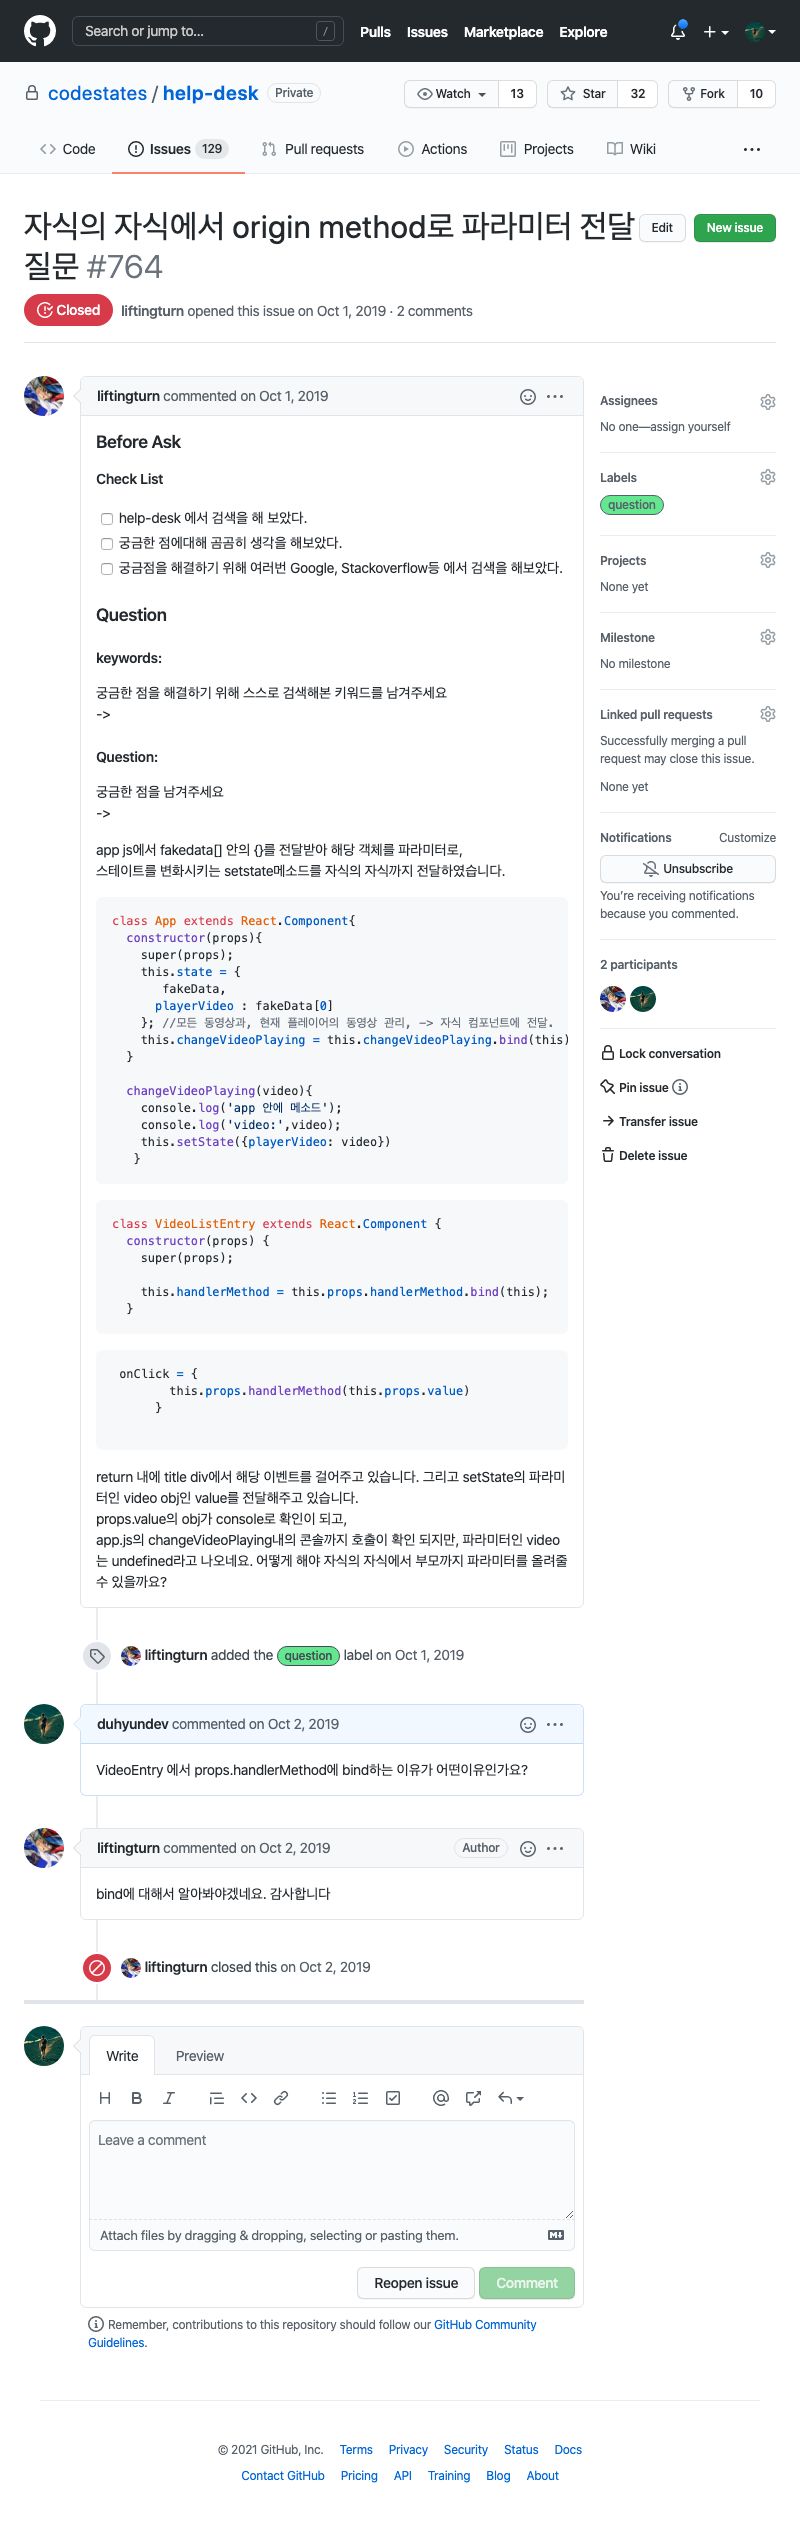 Search or jump to... /
Pulls Issues Marketplace Explore
codestates / help-desk Private
Watch 13 Star 32 Fork 10
Code Issues 129 Pull requests Actions Projects Wiki ...
자식의 자식에서 origin method로 파라미터 전달
질문 #764
Edit New issue
Closed liftingturn opened this issue on Oct 1, 2019 · 2 comments
liftingturn commented on Oct 1, 2019
Before Ask
Check List
help-desk 에서 검색을 해 보았다.
궁금한 점에대해 곰곰히 생각을 해보았다.
궁금점을 해결하기 위해 여러번 Google, Stackoverflow등 에서 검색을 해보았다.
Question
keywords:
궁금한 점을 해결하기 위해 스스로 검색해본 키워드를 남겨주세요
->
Question:
궁금한 점을 남겨주세요
->
app js에서 fakedata[] 안의 {}를 전달받아 해당 객체를 파라미터로,
스테이트를 변화시키는 setstate메소드를 자식의 자식까지 전달하였습니다.
class App extends React.Component{
constructor(props){
super(props);
this.state = {
fakeData,
playerVideo : fakeData[0]
}; //모든 동영상과, 현재 플레이어의 동영상 관리, -> 자식 컴포넌트에 전달.
this.changeVideoPlaying = this.changeVideoPlaying.bind(this)
}
changeVideoPlaying(video){
console.log('app 안에 메소드');
console.log('video:',video);
this.setState({playerVideo: video})
}
class VideoListEntry extends React.Component {
constructor(props) {
super(props);
this.handlerMethod = this.props.handlerMethod.bind(this);
}
onClick = {
this.props.handlerMethod(this.props.value)
}
return 내에 title div에서 해당 이벤트를 걸어주고 있습니다. 그리고 setState의 파라미
터인 video obj인 value를 전달해주고 있습니다.
props.value의 obj가 console로 확인이 되고,
app.js의 changeVideoPlaying내의 콘솔까지 호출이 확인 되지만, 파라미터인 video
는 undefined라고 나오네요. 어떻게 해야 자식의 자식에서 부모까지 파라미터를 올려줄
수 있을까요?
liftingturn added the question label on Oct 1, 2019
duhyundev commented on Oct 2, 2019
VideoEntry 에서 props.handlerMethod에 bind하는 이유가 어떤이유인가요?
liftingturn commented on Oct 2, 2019 Author
bind에 대해서 알아봐야겠네요. 감사합니다
liftingturn closed this on Oct 2, 2019
Assignees
No one—assign yourself
Labels
question
Projects
None yet
Milestone
No milestone
Linked pull requests
Successfully merging a pull
request may close this issue.
None yet
Notifications Customize
Unsubscribe
You're receiving notifications
because you commented.
2 participants
Lock conversation
Pin issue
Transfer issue
Delete issue
Write Preview
Leave a comment
Attach files by dragging & dropping, selecting or pasting them.
Reopen issue Comment
Remember, contributions to this repository should follow our GitHub Community
Guidelines.
© 2021 GitHub, Inc. Terms Privacy Security Status Docs
Contact GitHub Pricing API Training Blog About